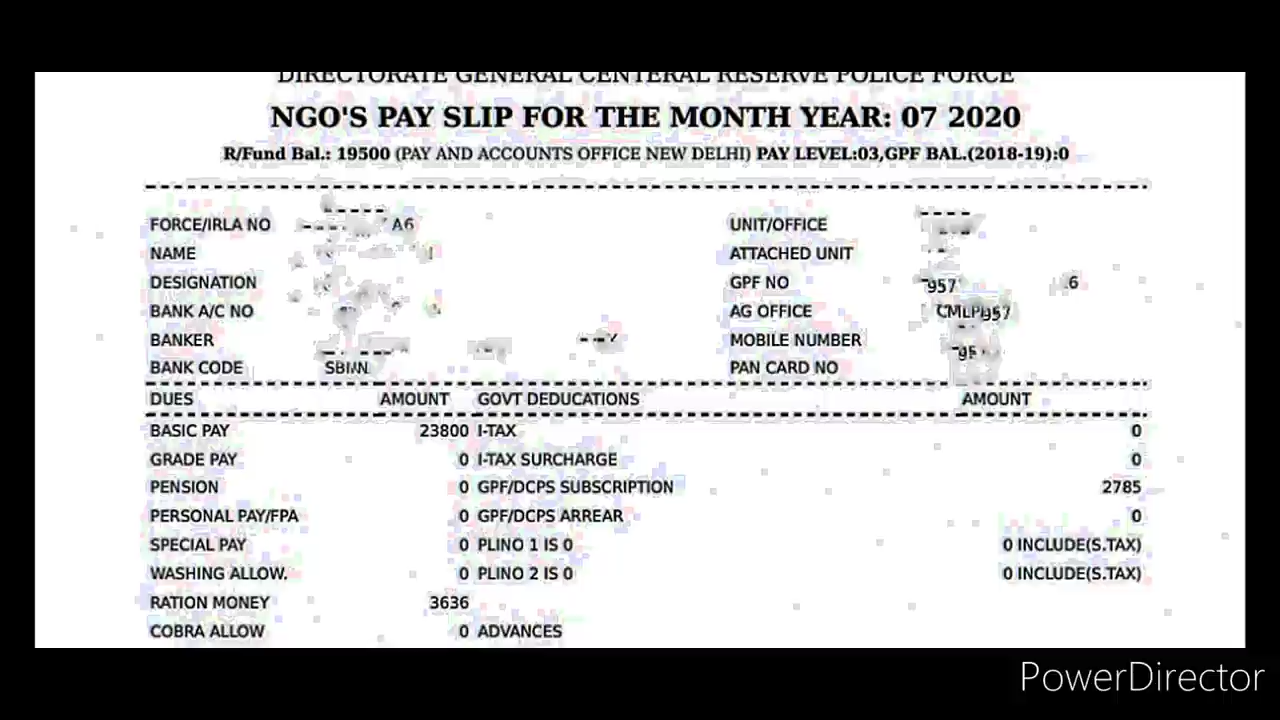 DIRECTORATE GENERAL CENTERAL RESERVE POLICE FORCE
NGO'S PAY SLIP FOR THE MONTH YEAR: 07 2020
R/Fund Bal.: 19500 (PAY AND ACCOUNTS OFFICE NEW DELHI) PAY LEVEL:03,GPF BAL.(2018-19):0
FORCE/IRLA NO A6 UNIT/OFFICE
NAME ATTACHED UNIT
DESIGNATION GPF NO 957 6
BANK A/C NO AG OFFICE
BANKER MOBILE NUMBER
BANK CODE PAN CARD NO
DUES AMOUNT GOVT DEDUCATIONS AMOUNT
BASIC PAY 23800 I-TAX 0
GRADE PAY 0 I-TAX SURCHARGE 0
PENSION 0 GPF/DCPS SUBSCRIPTION 2785
PERSONAL PAY/FPA 0 GPF/DCPS ARREAR 0
SPECIAL PAY 0 PLINO 1 IS 0 0 INCLUDE(S.TAX)
WASHING ALLOW. 0 PLINO 2 IS 0 0 INCLUDE(S.TAX)
RATION MONEY 3636
COBRA ALLOW 0 ADVANCES
PowerDirector